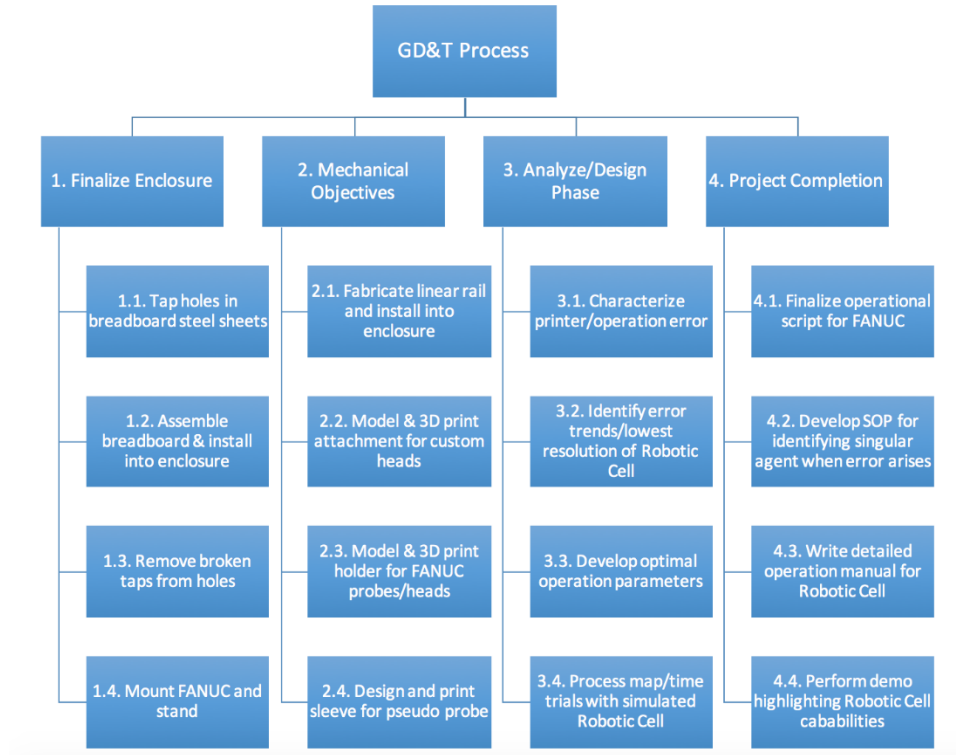 GD&T Process
1. Finalize Enclosure
2. Mechanical
Objectives
3. Analyze/Design
Phase
4. Project Completion
1.1. Tap holes in
breadboard steel sheets
1.2. Assemble
breadboard & install
into enclosure
1.3. Remove broken
taps from holes
1.4. Mount FANUC and
stand
2.1. Fabricate linear rail
and install into
enclosure
2.2. Model & 3D print
attachment for custom
heads
2.3. Model & 3D print
holder for FANUC
probes/heads
2.4. Design and print
sleeve for pseudo probe
3.1. Characterize
printer/operation error
3.2. Identify error
trends/lowest
resolution of Robotic
Cell
3.3. Develop optimal
operation parameters
3.4. Process map/time
trials with simulated
Robotic Cell
4.1. Finalize operational
script for FANUC
4.2. Develop SOP for
identifying singular
agent when error arises
4.3. Write detailed
operation manual for
Robotic Cell
4.4. Perform demo
highlighting Robotic Cell
cababilities